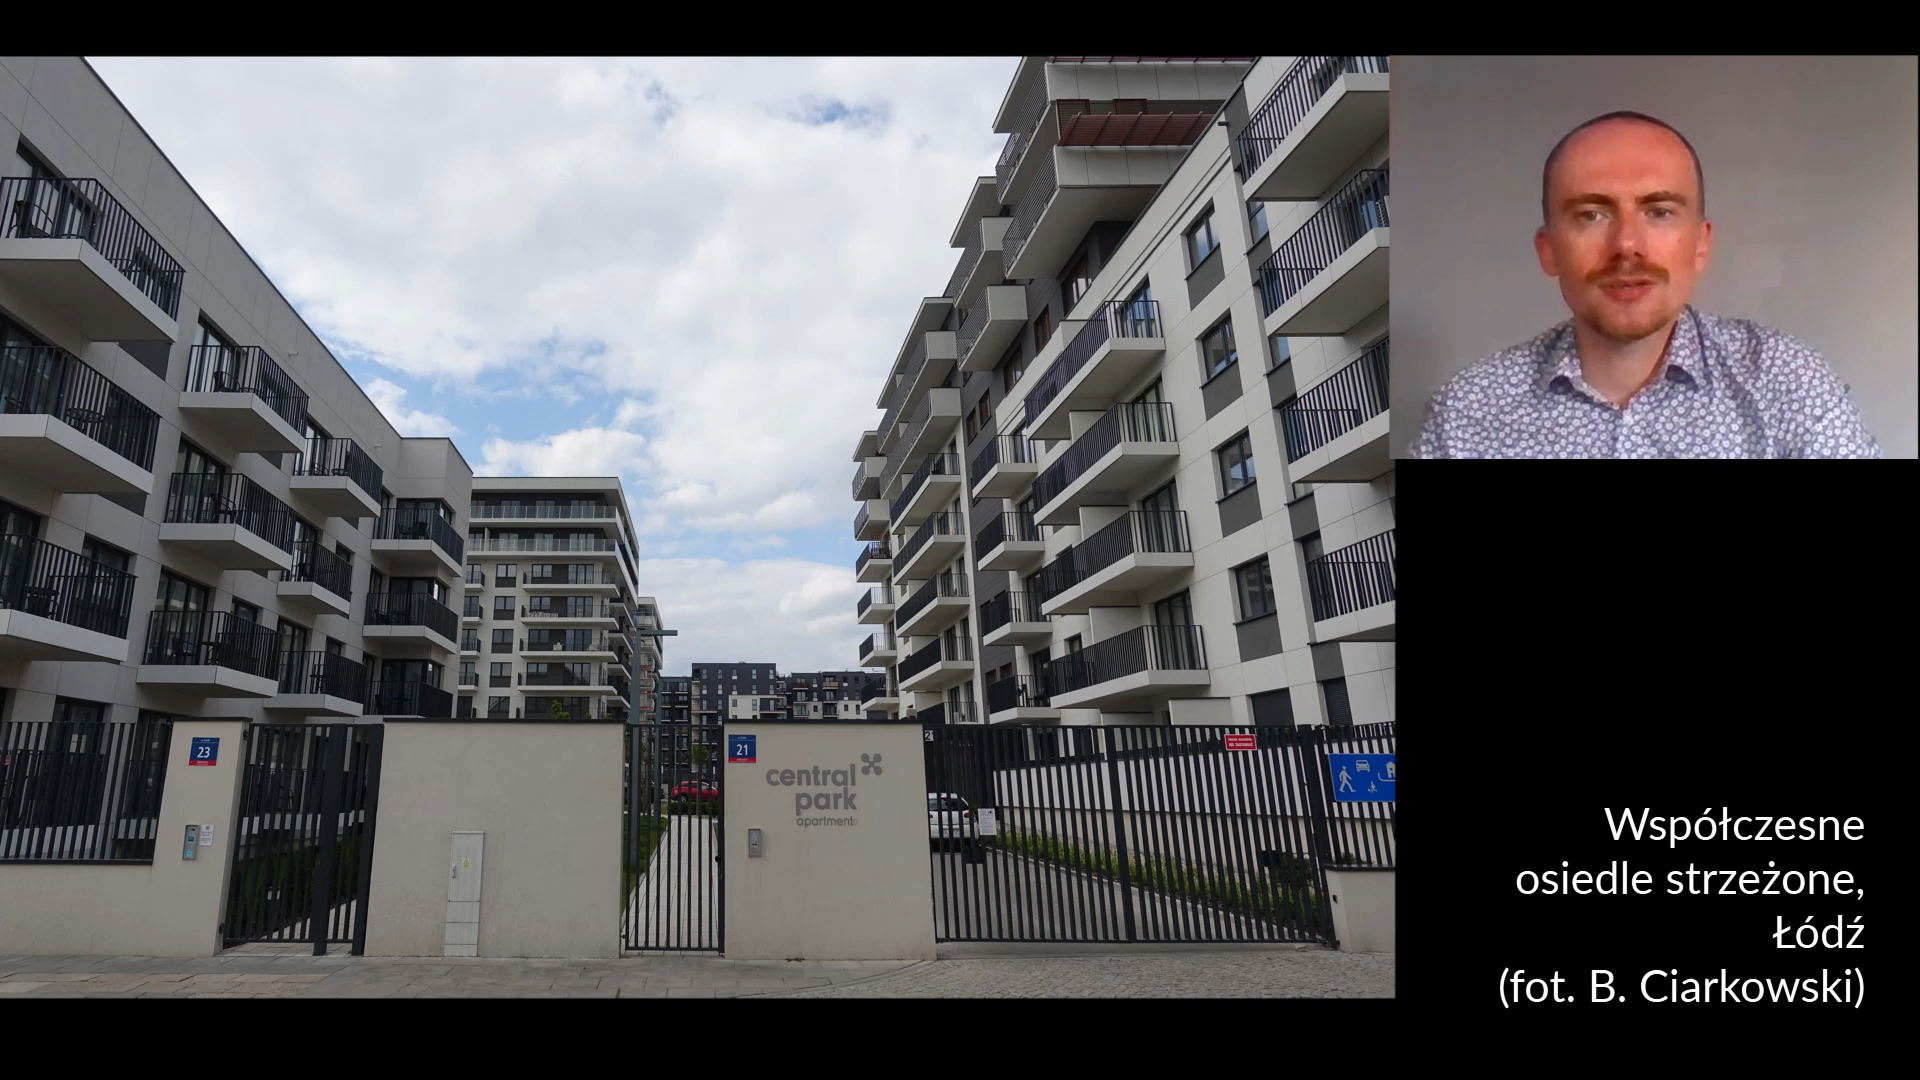 23
21
central
park
apartments
Współczesne
osiedle strzeżone,
Łódź
(fot. B. Ciarkowski)